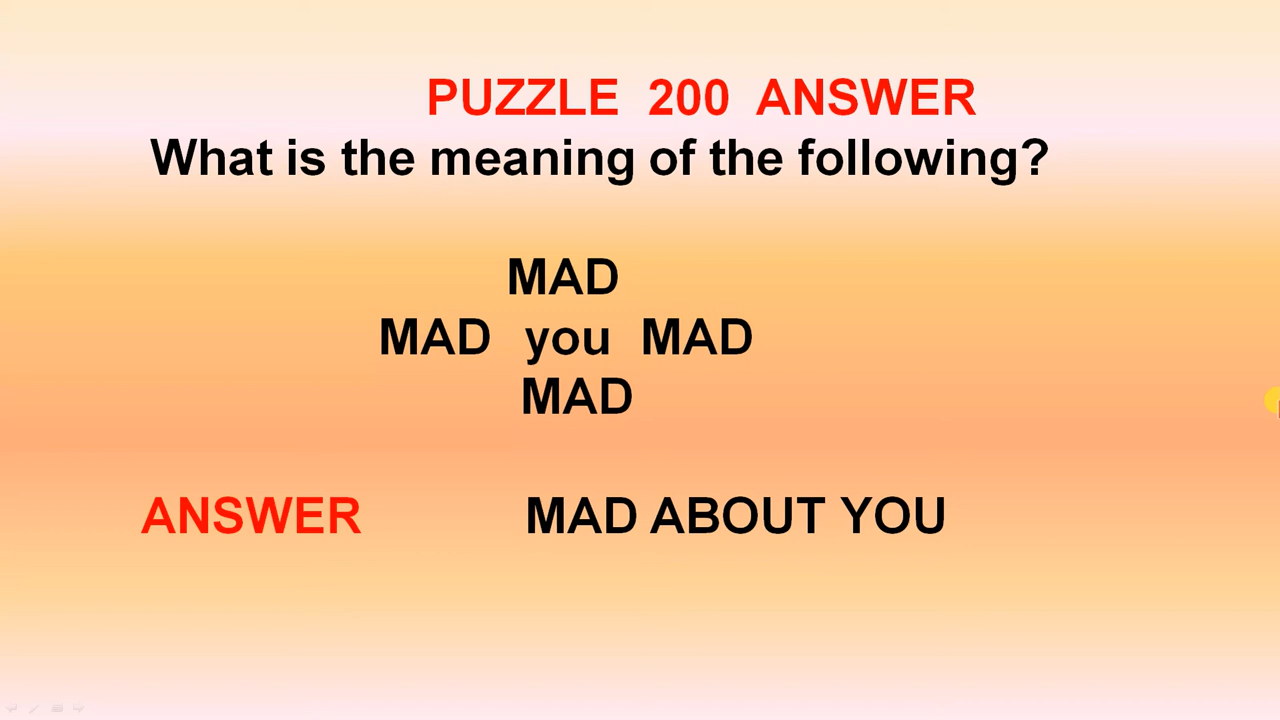 PUZZLE 200 ANSWER
What is the meaning of the following?
MAD
MAD you MAD
MAD
ANSWER MAD ABOUT YOU